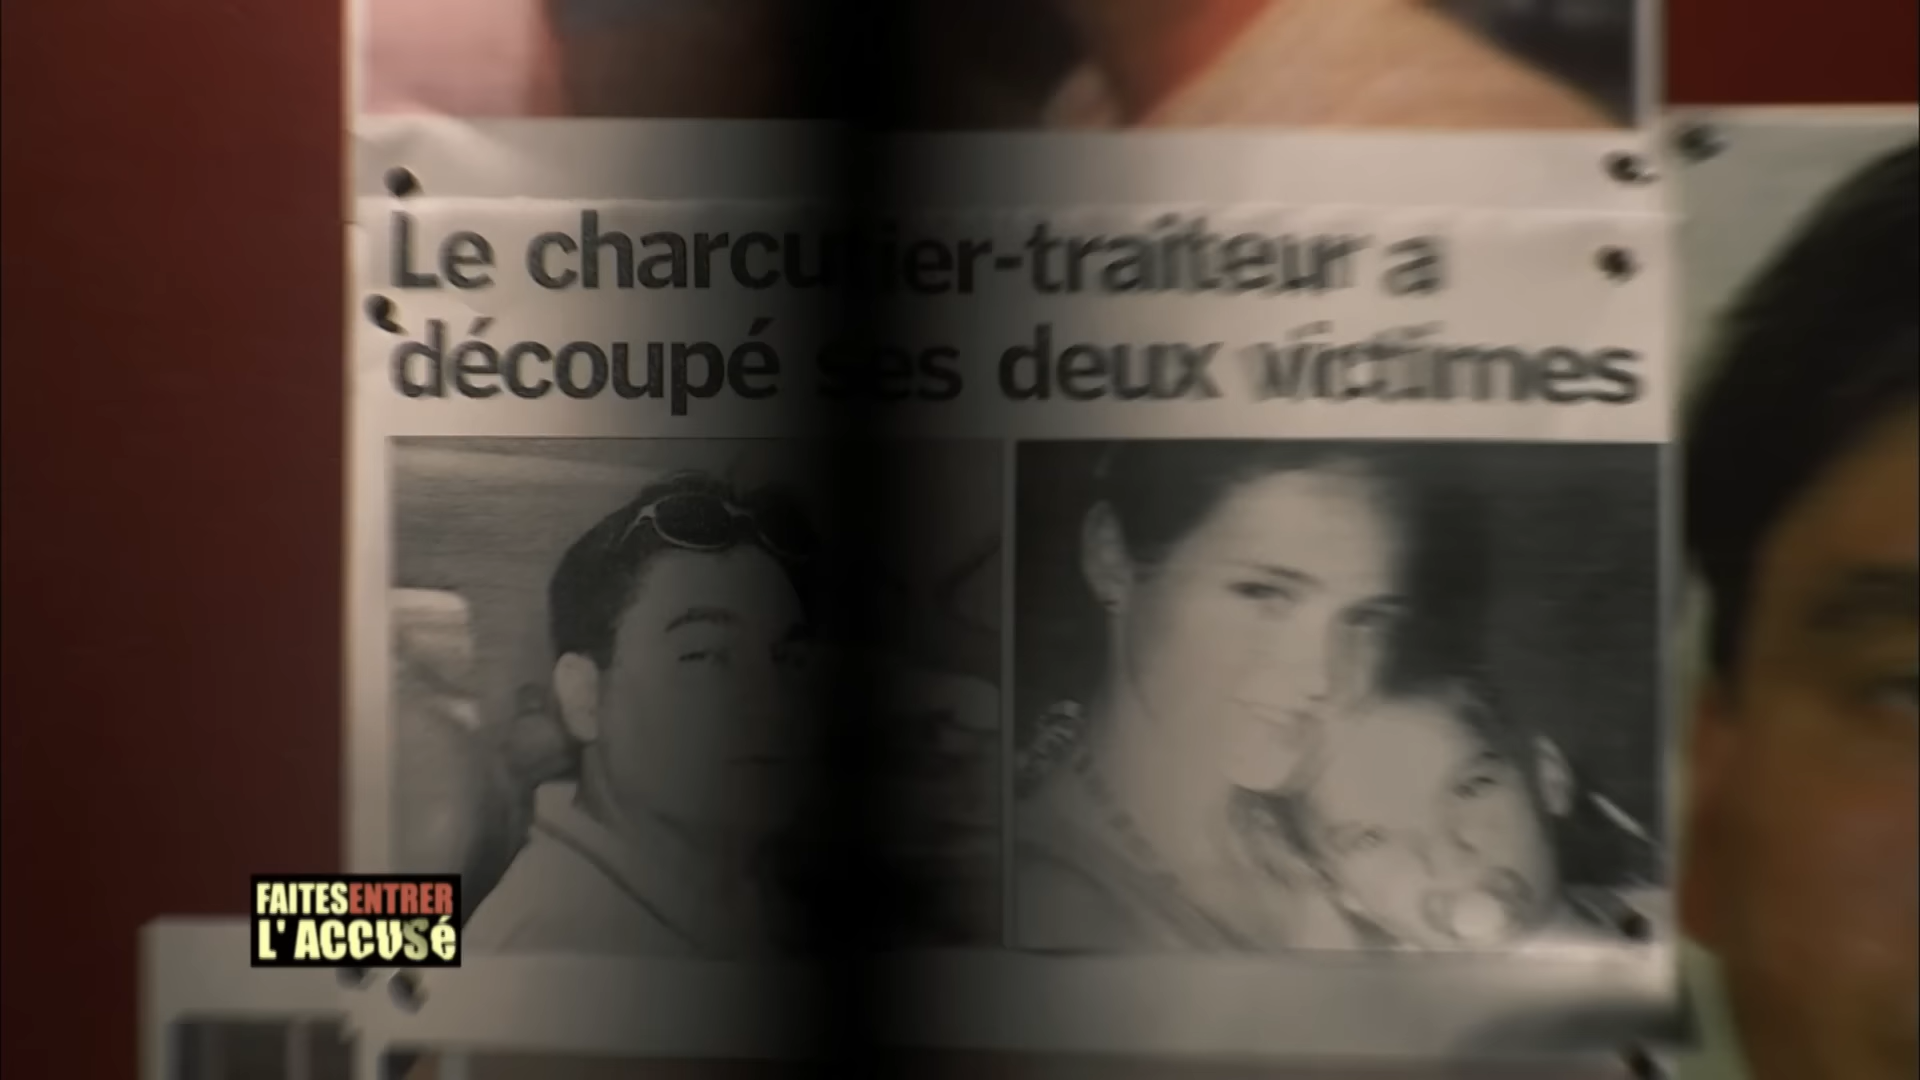 Le charcutier-traiteur a
découpé ses deux victimes
FAITES ENTRER
L'ACCUSé